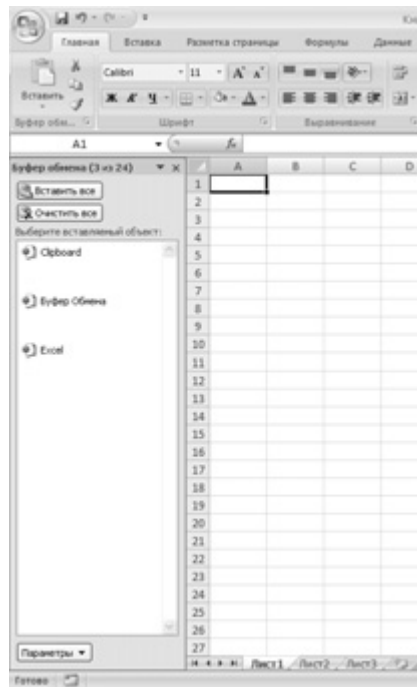 Кни
Главная Вставка Разметка страницы Формулы Данные
Вставить
Calibri 11 A A
Ж К Ч A
Буфер обм... Шрифт Выравнивание
A1 fx
Буфер обмена (3 из 24)
A B C D
Вставить все
Очистить все
Выберите вставляемый объект:
Clipboard
Буфер Обмена
Excel
1
2
3
4
5
6
7
8
9
10
11
12
13
14
15
16
17
18
19
20
21
22
23
24
25
26
27
Параметры
Лист1 Лист2 Лист3
Готово